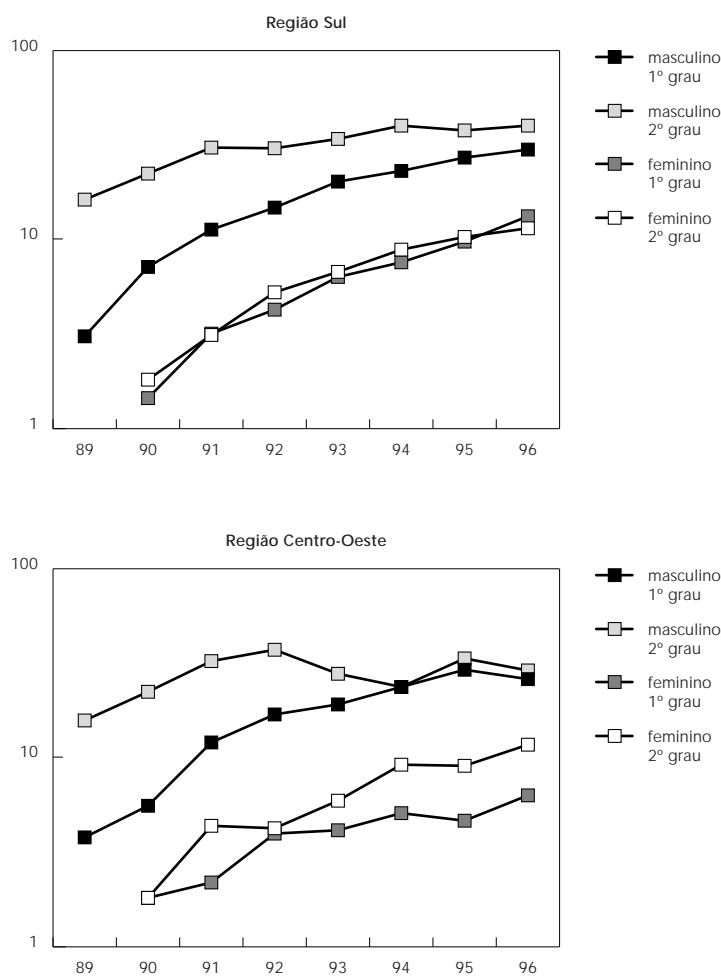 Região Sul
100
10
1
89 90 91 92 93 94 95 96
masculino
1º grau
masculino
2º grau
feminino
1º grau
feminino
2º grau
Região Centro-Oeste
100
10
1
89 90 91 92 93 94 95 96
masculino
1º grau
masculino
2º grau
feminino
1º grau
feminino
2º grau